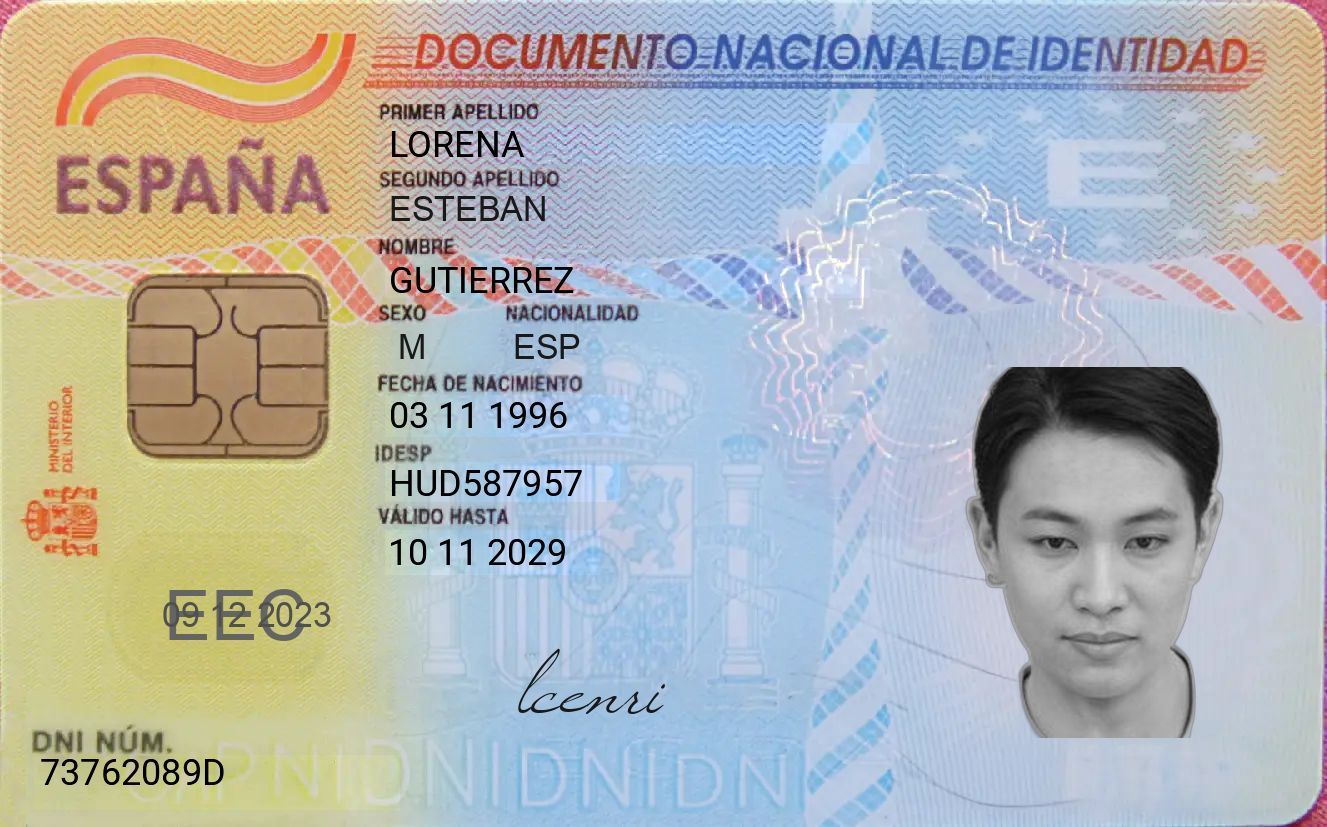 DOCUMENTO NACIONAL DE IDENTIDAD
ESPAÑA
PRIMER APELLIDO
LORENA
SEGUNDO APELLIDO
ESTEBAN
NOMBRE
GUTIERREZ
SEXO NACIONALIDAD
M ESP
FECHA DE NACIMIENTO
03 11 1996
IDESP
HUD587957
VÁLIDO HASTA
10 11 2029
MINISTERIO
DEL INTERIOR
E
EEC
09 12 2023
lcenri
DNI NÚM.
73762089D
DNIDNIDNIDNI